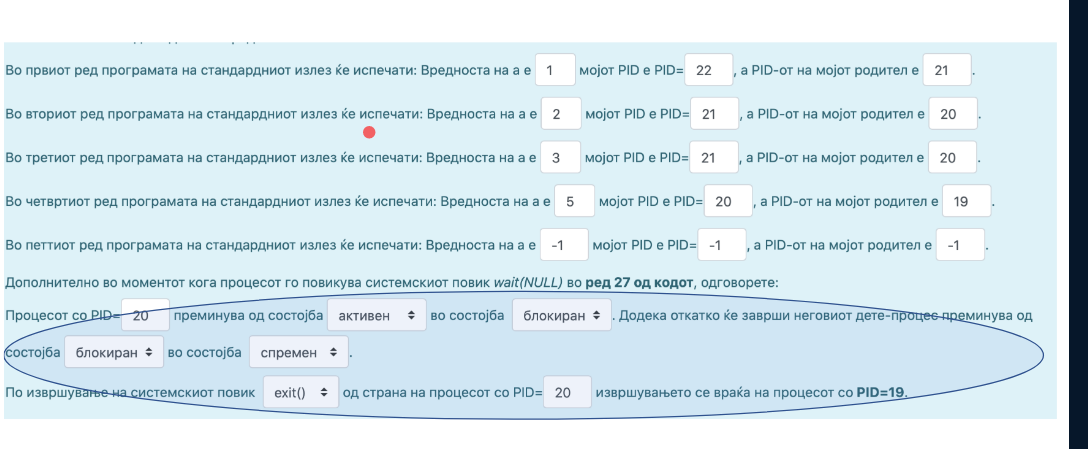 Во првиот ред програмата на стандардниот излез ќе испечати: Вредноста на a е 1 мојот PID е PID= 22 , а PID-от на мојот родител е 21 .
Во вториот ред програмата на стандардниот излез ќе испечати: Вредноста на a е 2 мојот PID е PID= 21 , а PID-от на мојот родител е 20 .
Во третиот ред програмата на стандардниот излез ќе испечати: Вредноста на a е 3 мојот PID е PID= 21 , а PID-от на мојот родител е 20 .
Во четвртиот ред програмата на стандардниот излез ќе испечати: Вредноста на a е 5 мојот PID е PID= 20 , а PID-от на мојот родител е 19 .
Во петтиот ред програмата на стандардниот излез ќе испечати: Вредноста на a е -1 мојот PID е PID= -1 , а PID-от на мојот родител е -1 .
Дополнително во моментот кога процесот го повикува системскиот повик wait(NULL) во ред 27 од кодот, одговорете:
Процесот со PID= 20 преминува од состојба активен во состојба блокиран . Додека откатко ќе заврши неговиот дете-процес преминува од
состојба блокиран во состојба спремен .
По извршување на системскиот повик exit() од страна на процесот со PID= 20 извршувањето се враќа на процесот со PID=19.